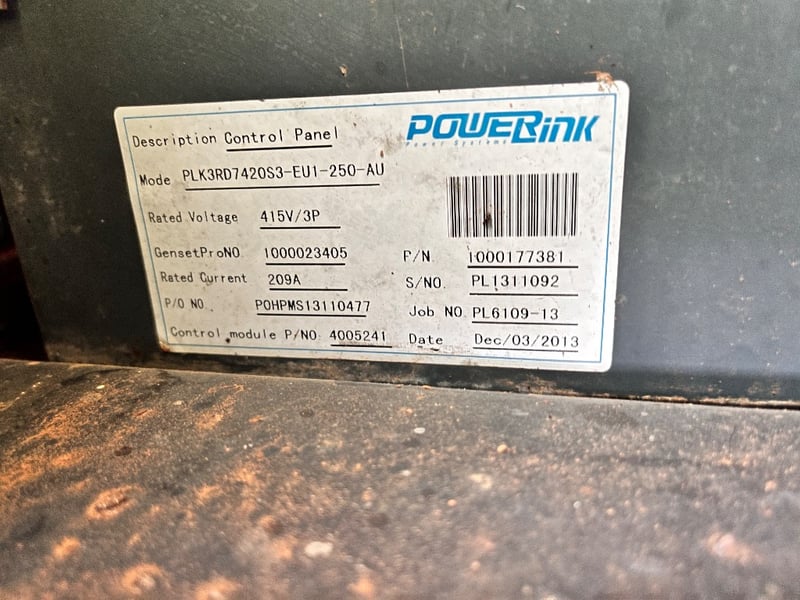 POWERLINK
Power Systems
Description Control Panel
Mode PLK3RD7420S3-EU1-250-AU
Rated Voltage 415V/3P
GensetProNO 1000023405 P/N. 1000177381
Rated Current 209A S/NO. PL1311092
P/O NO. POHPMS13110477 Job NO. PL6109-13
Control module P/NO. 4005241 Date Dec/03/2013